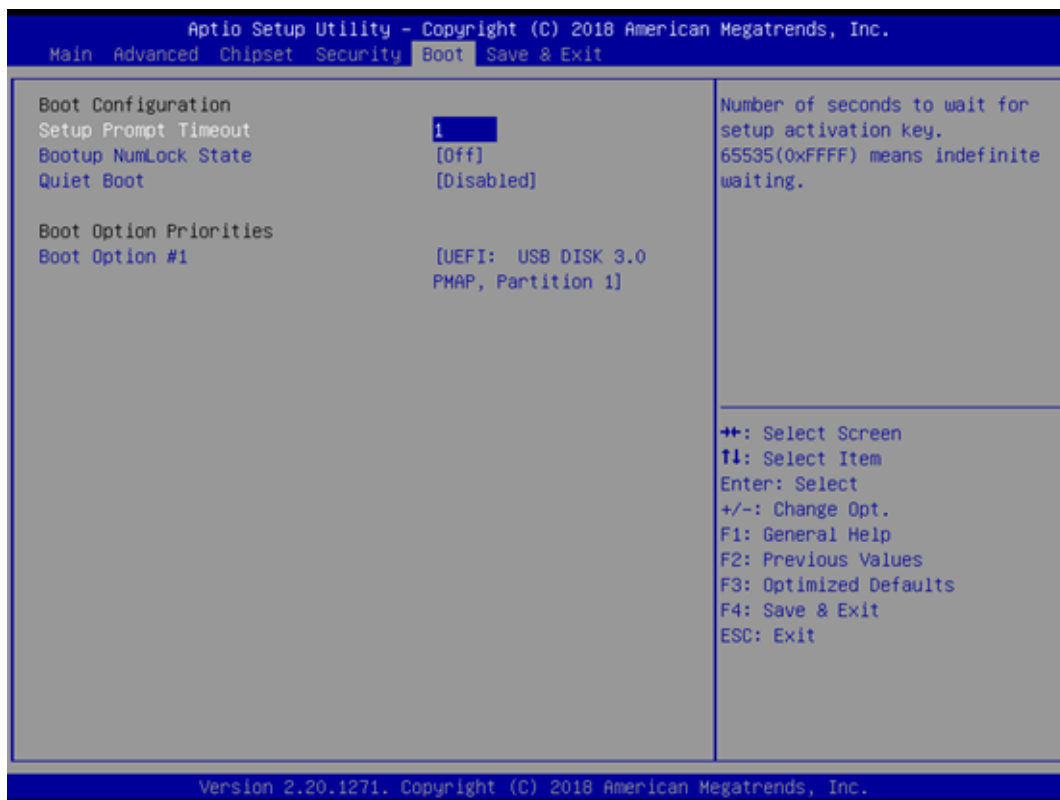 Aptio Setup Utility – Copyright (C) 2018 American Megatrends, Inc.
Main Advanced Chipset Security Boot Save & Exit
Boot Configuration
Setup Prompt Timeout 1
Bootup NumLock State [Off]
Quiet Boot [Disabled]
Boot Option Priorities
Boot Option #1 [UEFI: USB DISK 3.0
PMAP, Partition 1]
Number of seconds to wait for
setup activation key.
65535(0xFFFF) means indefinite
waiting.
→←: Select Screen
↑↓: Select Item
Enter: Select
+/-: Change Opt.
F1: General Help
F2: Previous Values
F3: Optimized Defaults
F4: Save & Exit
ESC: Exit
Version 2.20.1271. Copyright (C) 2018 American Megatrends, Inc.